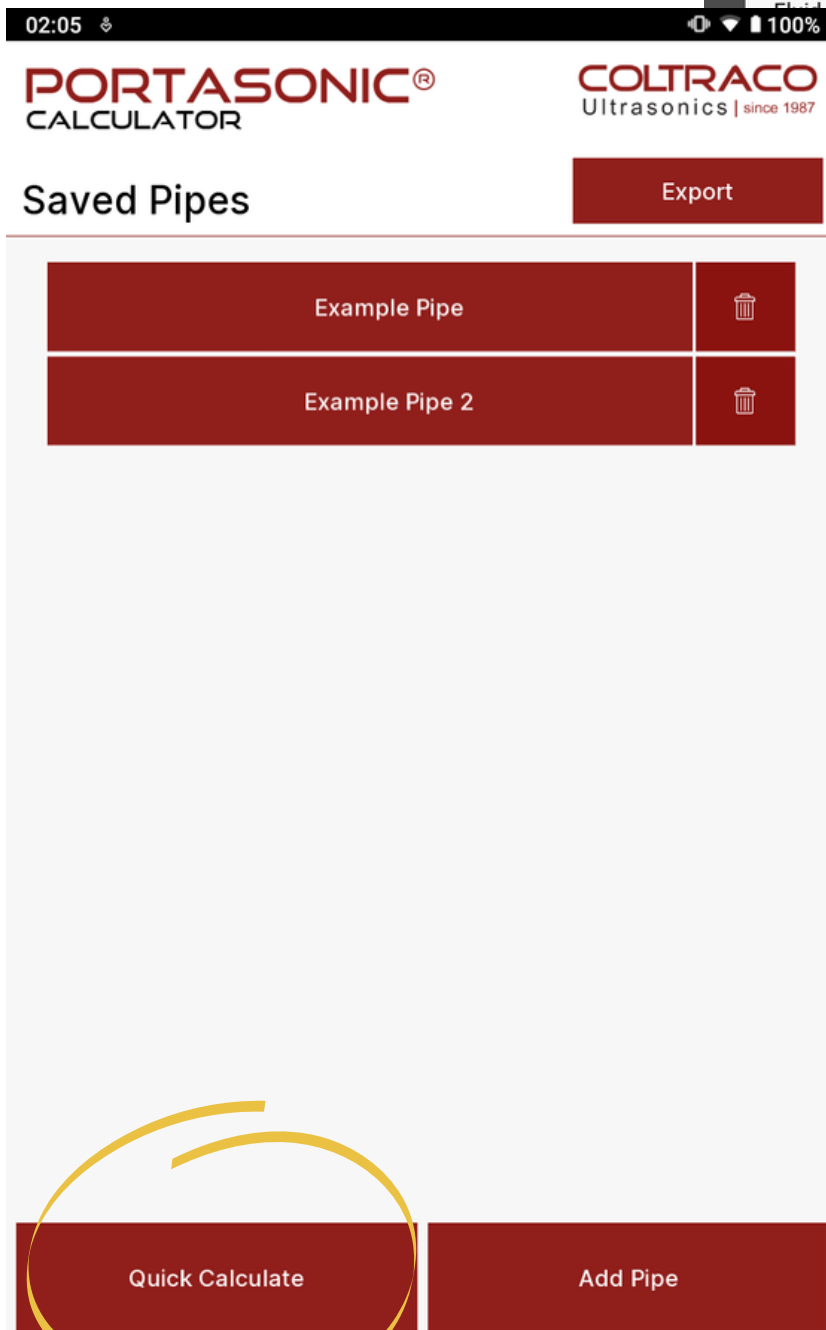 02:05 100%
PORTASONIC®
CALCULATOR
COLTRACO
Ultrasonics | since 1987
Saved Pipes
Export
Example Pipe
Example Pipe 2
Quick Calculate
Add Pipe